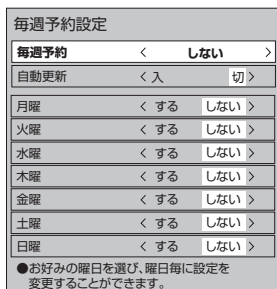 毎週予約設定
毎週予約 < しない >
自動更新 < 入 切 >
月曜 < する しない >
火曜 < する しない >
水曜 < する しない >
木曜 < する しない >
金曜 < する しない >
土曜 < する しない >
日曜 < する しない >
●お好みの曜日を選び、曜日毎に設定を
変更することができます。